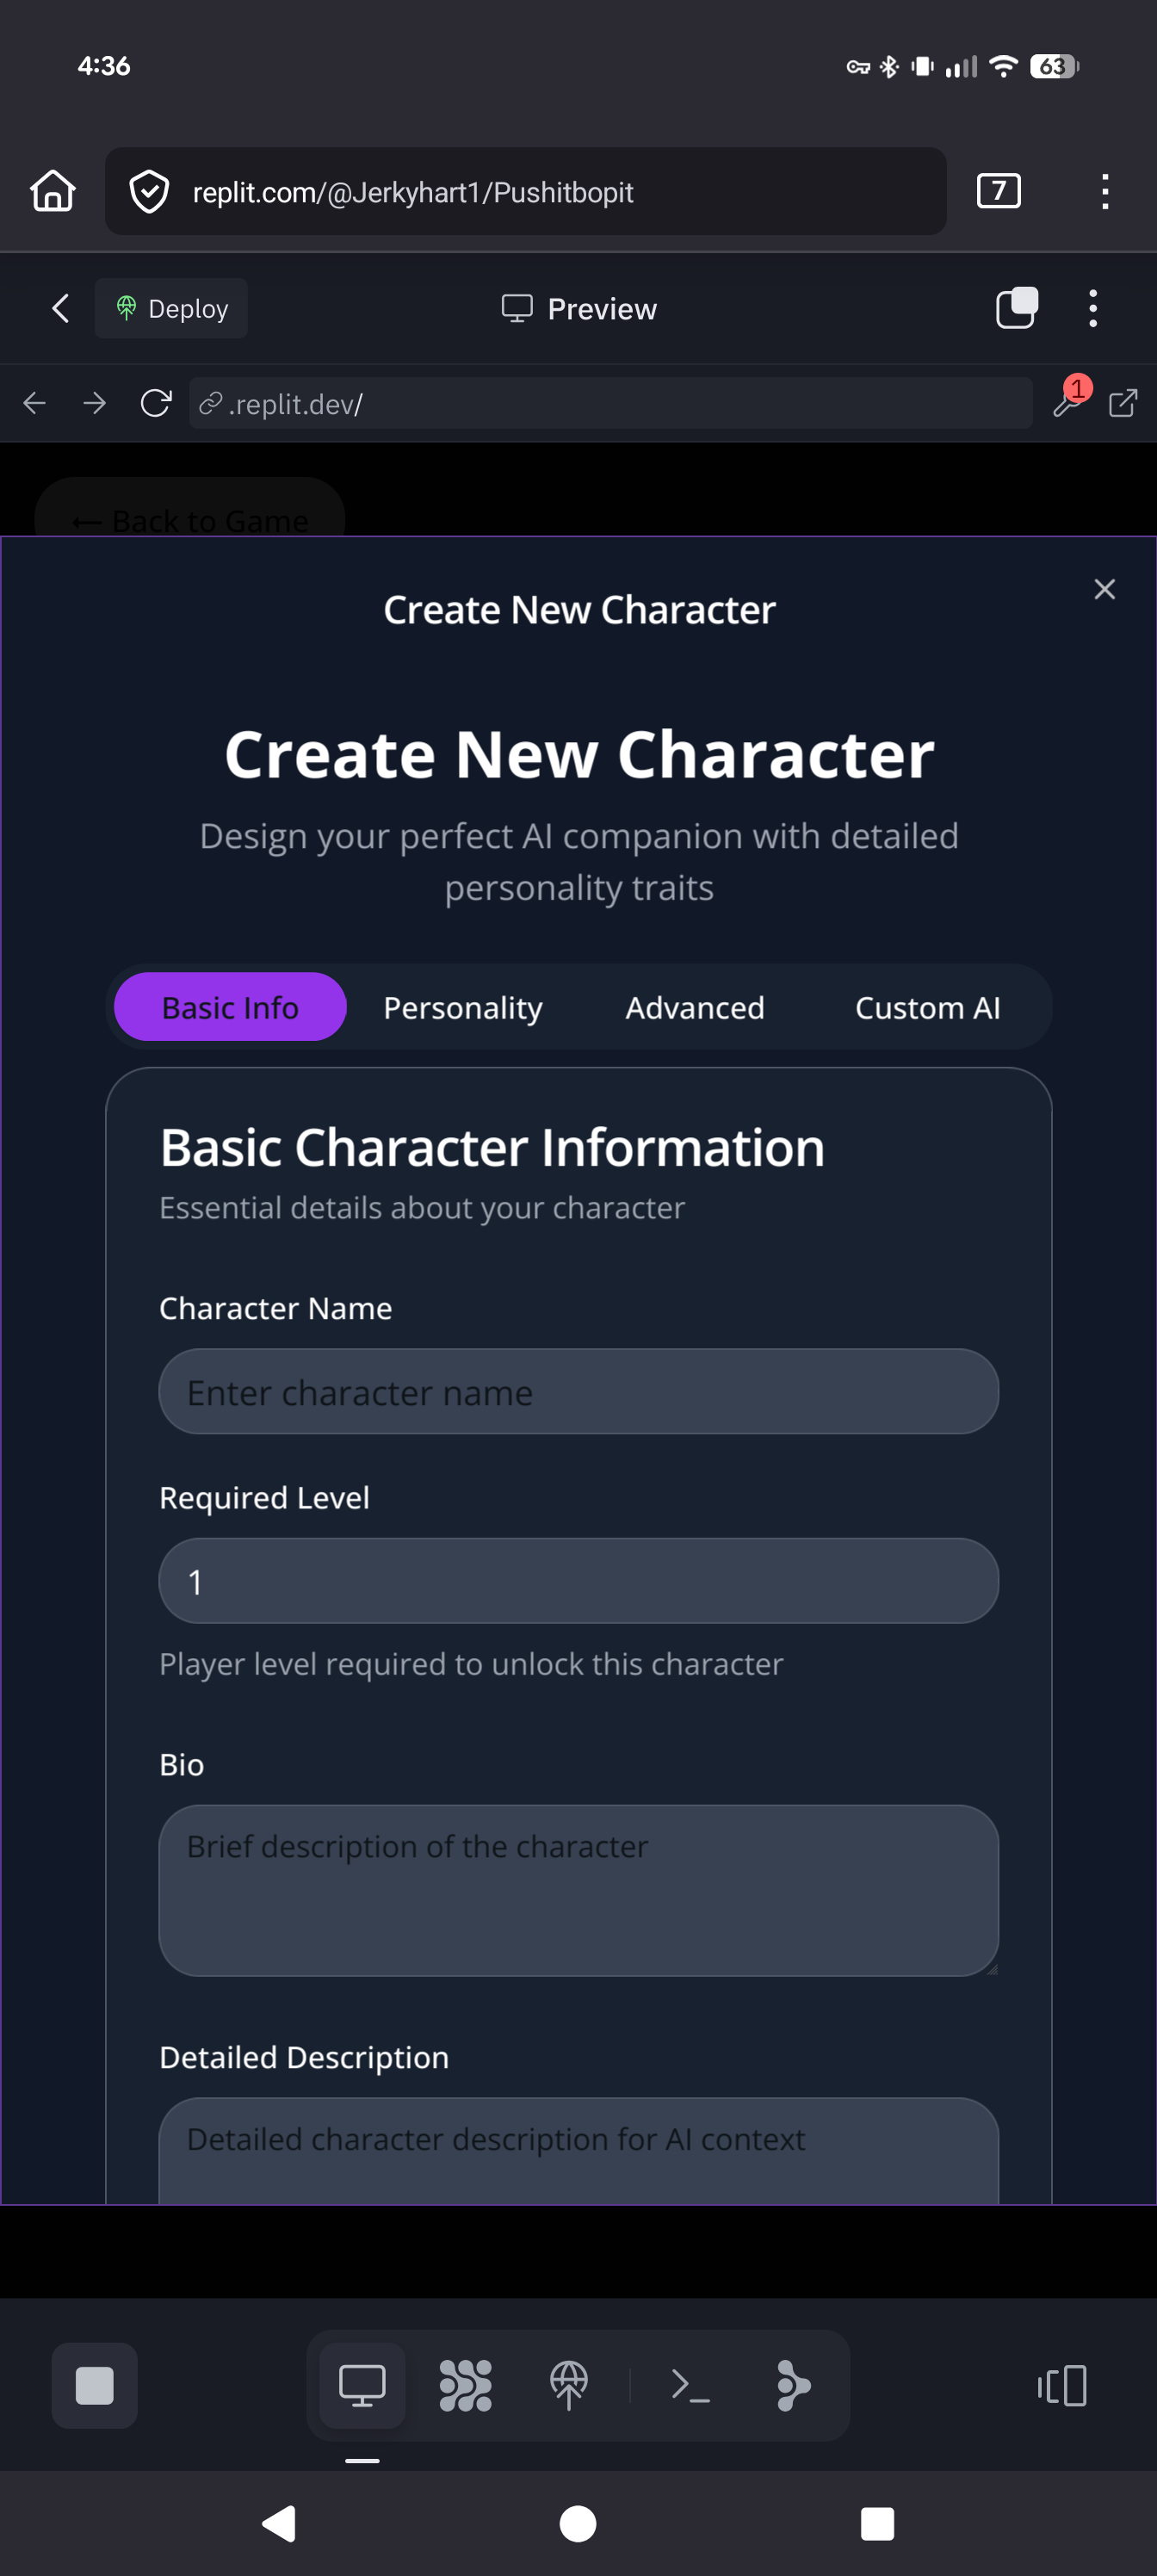 4:36
63
replit.com/@Jerkyhart1/Pushitbopit
7
Deploy
Preview
.replit.dev/
1
← Back to Game
Create New Character
Create New Character
Design your perfect AI companion with detailed
personality traits
Basic Info
Personality
Advanced
Custom AI
Basic Character Information
Essential details about your character
Character Name
Enter character name
Required Level
1
Player level required to unlock this character
Bio
Brief description of the character
Detailed Description
Detailed character description for AI context